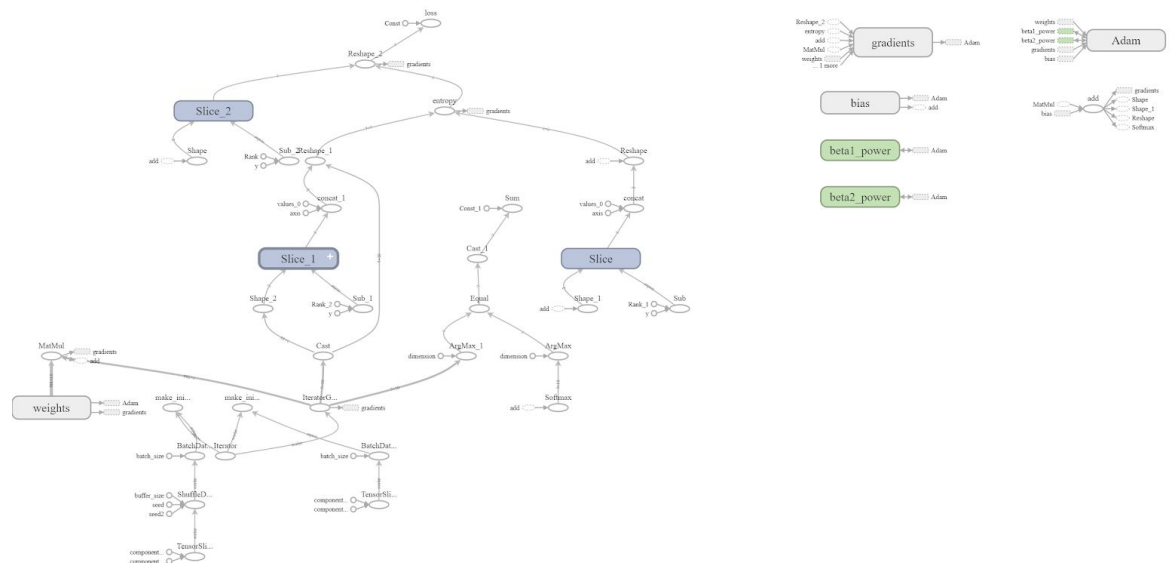 loss
Const
Reshape_2
gradients
Slice_2
entropy
gradients
add
Shape
Rank
y
Sub_2
Reshape_1
add
Reshape
values_0
axis
concat_1
Const_1
Sum
values_0
axis
concat
Slice_1
+
Cast_1
Slice
Shape_2
Rank_2
y
Sub_1
Equal
add
Shape_1
Rank_1
y
Sub
MatMul
gradients
add
Cast
dimension
ArgMax_1
dimension
ArgMax
weights
Adam
gradients
make_ini...
make_ini...
IteratorG...
gradients
add
Softmax
batch_size
BatchDat...
Iterator
batch_size
BatchDat...
buffer_size
seed
seed2
ShuffleD...
component...
component...
TensorSli...
component...
component...
TensorSli...
Reshape_2
entropy
add
MatMul
weights
... 1 more
gradients
Adam
weights
beta1_power
beta2_power
gradients
bias
Adam
bias
Adam
add
MatMul
bias
add
gradients
Shape
Shape_1
Reshape
Softmax
beta1_power
Adam
beta2_power
Adam